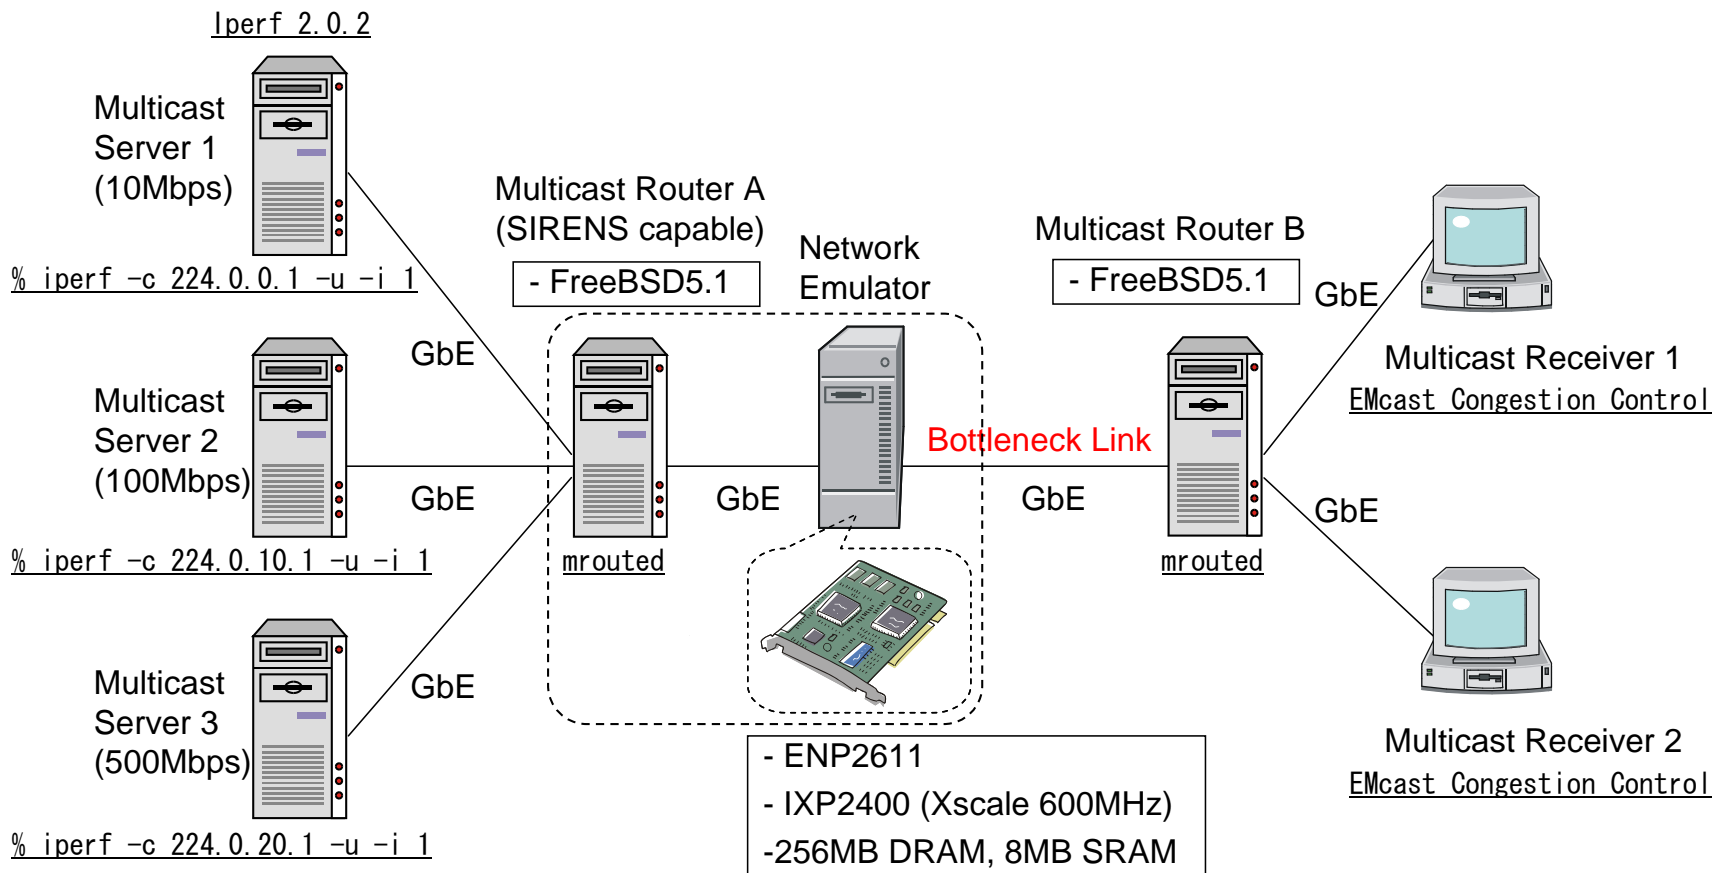 Iperf 2.0.2
Multicast
Server 1
(10Mbps)
% iperf -c 224.0.0.1 -u -i 1
GbE
Multicast
Server 2
(100Mbps)
GbE
% iperf -c 224.0.10.1 -u -i 1
Multicast
Server 3
(500Mbps)
GbE
% iperf -c 224.0.20.1 -u -i 1
Multicast Router A
(SIRENS capable)
- FreeBSD5.1
mrouted
GbE
Network
Emulator
- ENP2611
- IXP2400 (Xscale 600MHz)
-256MB DRAM, 8MB SRAM
Bottleneck Link
GbE
Multicast Router B
- FreeBSD5.1
mrouted
GbE
Multicast Receiver 1
EMcast Congestion Control
GbE
Multicast Receiver 2
EMcast Congestion Control